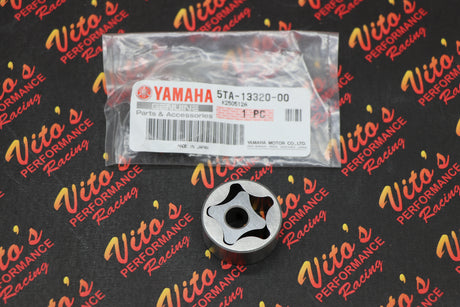 YAMAHA
5TA-13320-00
GENUINE
Parts & Accessories
1 PC
MADE IN JAPAN
YAMAHA MOTOR CO., LTD.
Vito's
PERFORMANCE
Racing